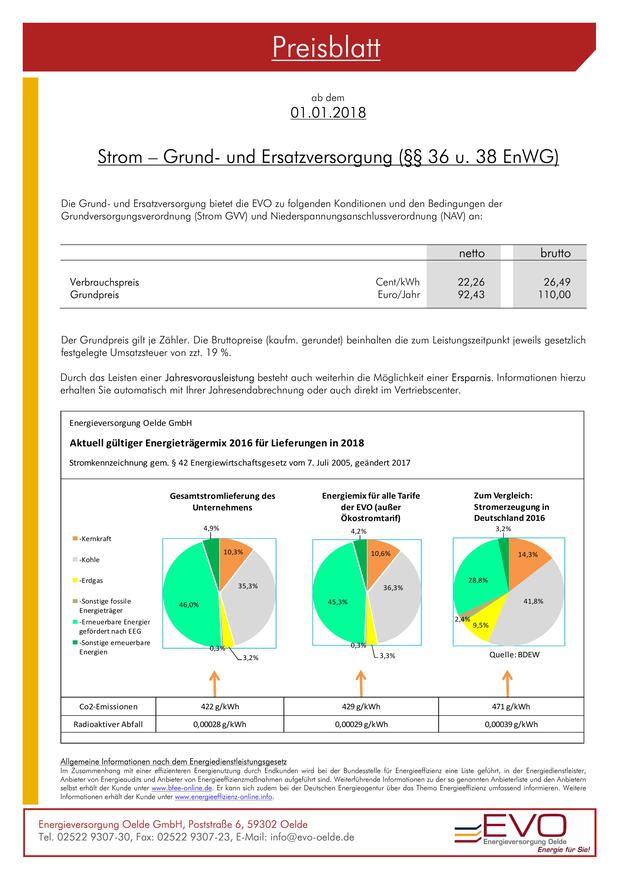 Preisblatt
ab dem
01.01.2018
Strom – Grund- und Ersatzversorgung (§§ 36 u. 38 EnWG)
Die Grund- und Ersatzversorgung bietet die EVO zu folgenden Konditionen und den Bedingungen der
Grundversorgungsverordnung (Strom GVV) und Niederspannungsanschlussverordnung (NAV) an:
netto brutto
Verbrauchspreis Cent/kWh 22,26 26,49
Grundpreis Euro/Jahr 92,43 110,00
Der Grundpreis gilt je Zähler. Die Bruttopreise (kaufm. gerundet) beinhalten die zum Leistungszeitpunkt jeweils gesetzlich
festgelegte Umsatzsteuer von zzt. 19 %.
Durch das Leisten einer Jahresvorausleistung besteht auch weiterhin die Möglichkeit einer Ersparnis. Informationen hierzu
erhalten Sie automatisch mit Ihrer Jahresendabrechnung oder auch direkt im Vertriebscenter.
Energieversorgung Oelde GmbH
Aktuell gültiger Energieträgermix 2016 für Lieferungen in 2018
Stromkennzeichnung gem. § 42 Energiewirtschaftsgesetz vom 7. Juli 2005, geändert 2017
-Kernkraft
-Kohle
-Erdgas
-Sonstige fossile
Energieträger
-Erneuerbare Energier
gefördert nach EEG
-Sonstige erneuerbare
Energien
Gesamtstromlieferung des
Unternehmens
4,9%
10,3%
35,3%
46,0%
0,3%
3,2%
Energiemix für alle Tarife
der EVO (außer
Ökostromtarif)
4,2%
10,6%
36,3%
45,3%
0,3%
3,3%
Zum Vergleich:
Stromerzeugung in
Deutschland 2016
3,2%
14,3%
28,8%
41,8%
2,4%
9,5%
Quelle: BDEW
Co2-Emissionen 422 g/kWh 429 g/kWh 471 g/kWh
Radioaktiver Abfall 0,00028 g/kWh 0,00029 g/kWh 0,00039 g/kWh
Allgemeine Informationen nach dem Energiedienstleistungsgesetz
Im Zusammenhang mit einer effizienteren Energienutzung durch Endkunden wird bei der Bundesstelle für Energieeffizienz eine Liste geführt, in der Energiedienstleister,
Anbieter von Energieaudits und Anbieter von Energieeffizienzmaßnahmen aufgeführt sind. Weiterführende Informationen zu der so genannten Anbieterliste und den Anbietern
selbst erhält der Kunde unter www.bfee-online.de. Er kann sich zudem bei der Deutschen Energieagentur über das Thema Energieeffizienz umfassend informieren. Weitere
Informationen erhält der Kunde unter www.energieeffizienz-online.info.
Energieversorgung Oelde GmbH, Poststraße 6, 59302 Oelde
Tel. 02522 9307-30, Fax: 02522 9307-23, E-Mail: info@evo-oelde.de
EVO
Energieversorgung Oelde
Energie für Sie!